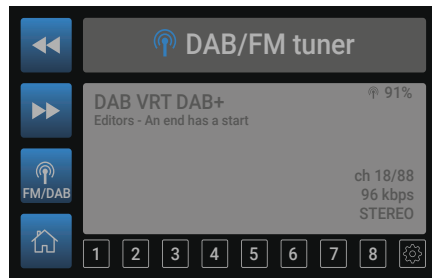 DAB/FM tuner
DAB VRT DAB+
91%
Editors - An end has a start
ch 18/88
96 kbps
STEREO
FM/DAB
1 2 3 4 5 6 7 8